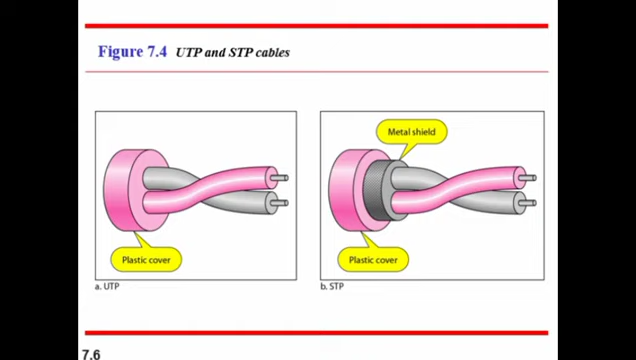 Figure 7.4 UTP and STP cables
Metal shield
Plastic cover
Plastic cover
a. UTP
b. STP
7.6